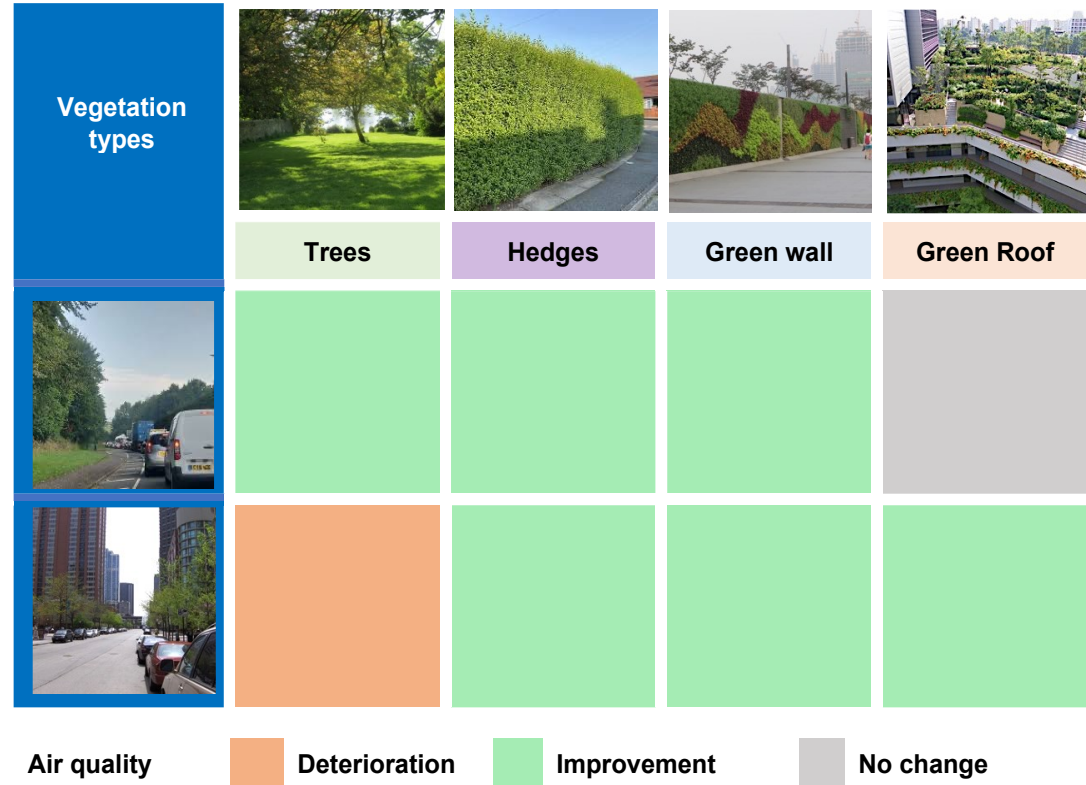 Vegetation
types
Trees
Hedges
Green wall
Green Roof
Air quality
Deterioration
Improvement
No change